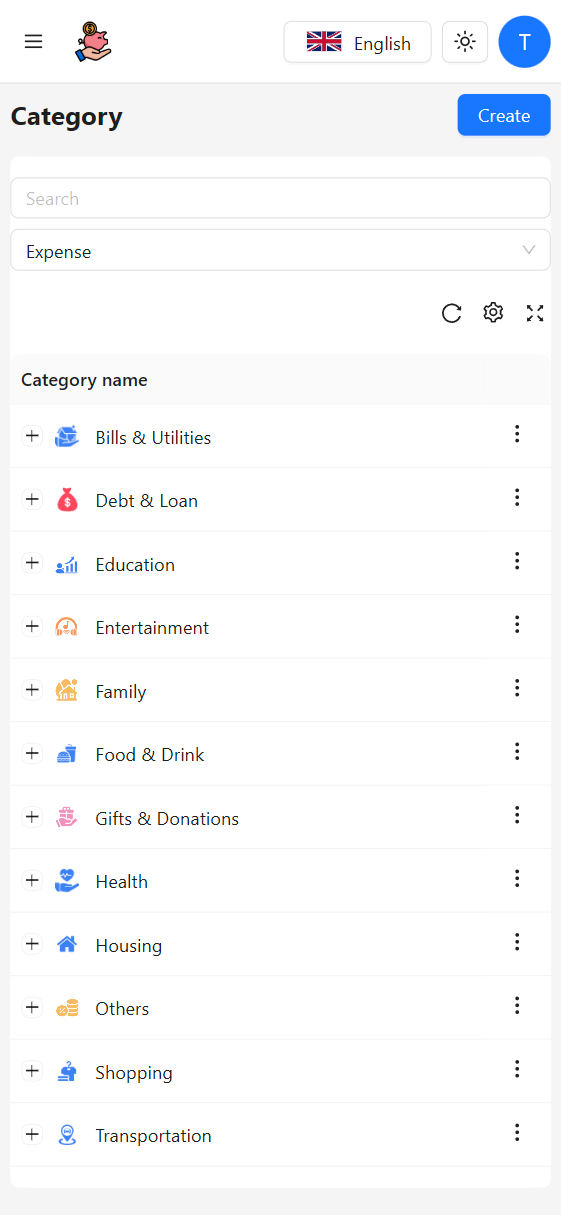 English
T
Category
Create
Search
Expense
Category name
Bills & Utilities
Debt & Loan
Education
Entertainment
Family
Food & Drink
Gifts & Donations
Health
Housing
Others
Shopping
Transportation